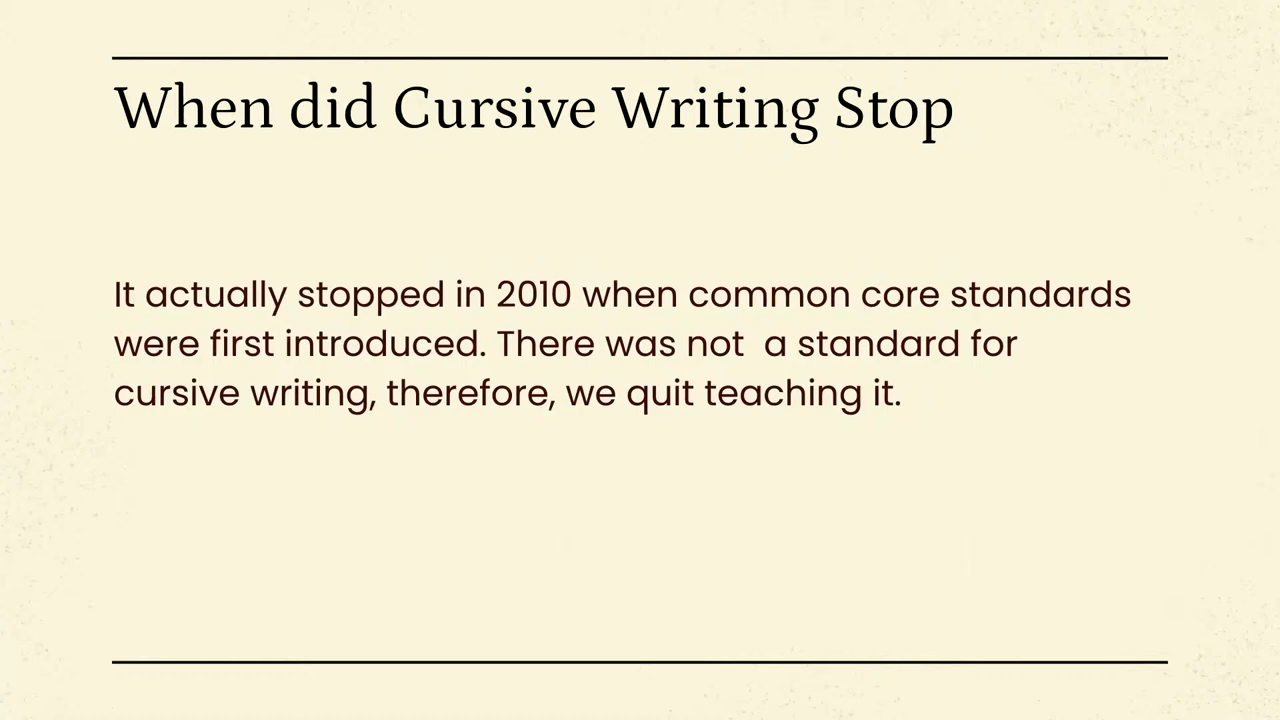 When did Cursive Writing Stop
It actually stopped in 2010 when common core standards
were first introduced. There was not  a standard for
cursive writing, therefore, we quit teaching it.